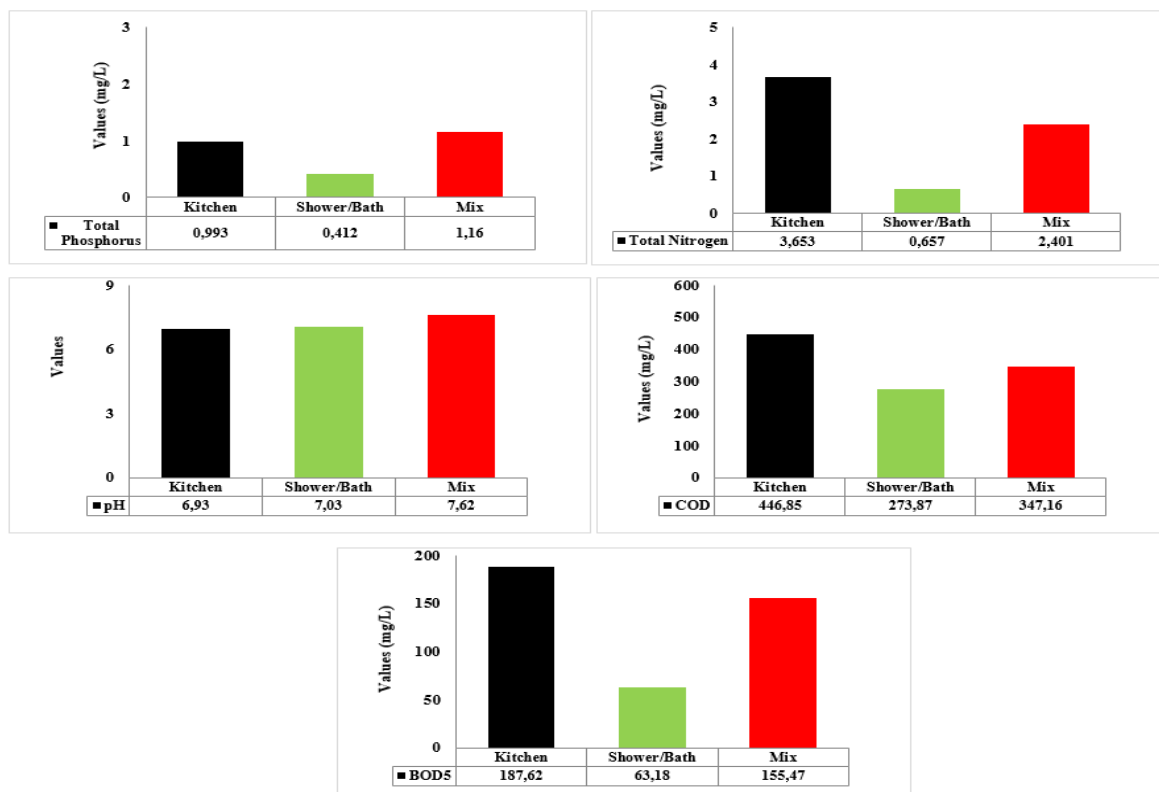 3
2
1
0
Values (mg/L)
Kitchen Shower/Bath Mix
Total Phosphorus 0,993 0,412 1,16
5
4
3
2
1
0
Values (mg/L)
Kitchen Shower/Bath Mix
Total Nitrogen 3,653 0,657 2,401
9
6
3
0
Values
Kitchen Shower/Bath Mix
pH 6,93 7,03 7,62
600
500
400
300
200
100
0
Values (mg/L)
Kitchen Shower/Bath Mix
COD 446,85 273,87 347,16
200
150
100
50
0
Values (mg/L)
Kitchen Shower/Bath Mix
BOD5 187,62 63,18 155,47